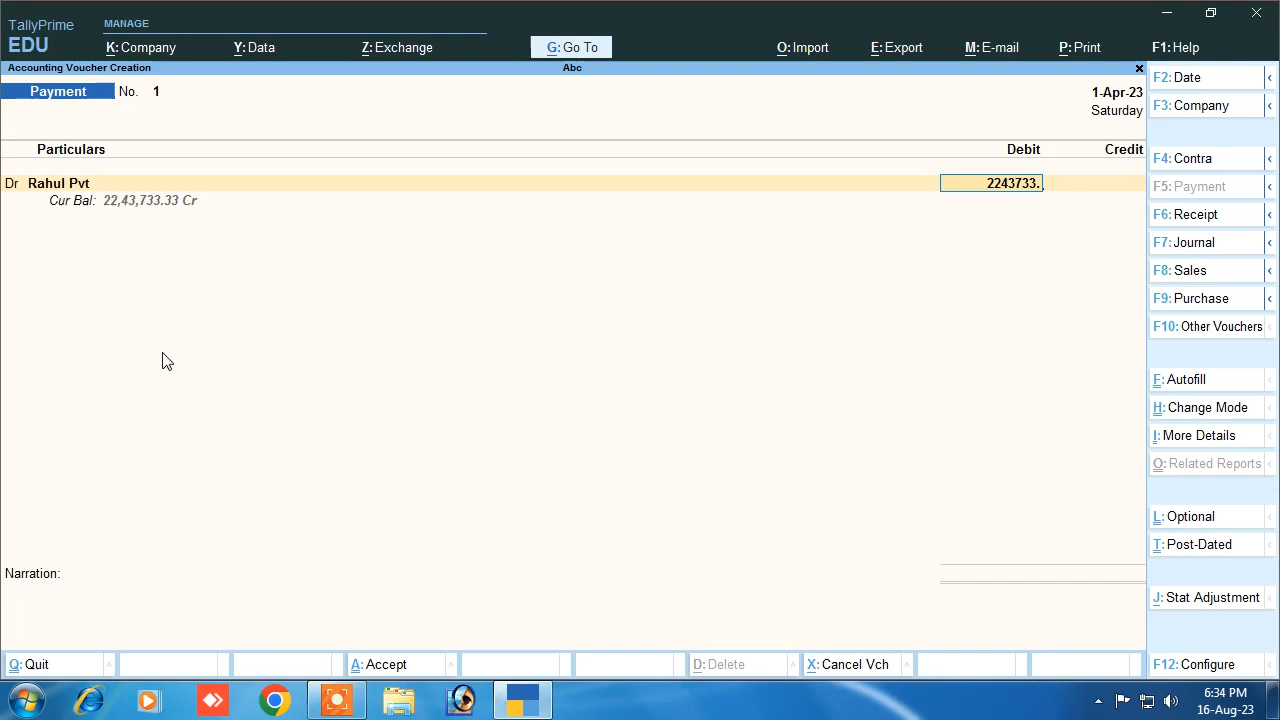 TallyPrime
EDU
MANAGE
K: Company
Y: Data
Z: Exchange
G: Go To
O: Import
E: Export
M: E-mail
P: Print
F1: Help
Accounting Voucher Creation
Abc
Payment No. 1
1-Apr-23
Saturday
Particulars Debit Credit
Dr Rahul Pvt 2243733.
Cur Bal: 22,43,733.33 Cr
Narration:
F2: Date
F3: Company
F4: Contra
F5: Payment
F6: Receipt
F7: Journal
F8: Sales
F9: Purchase
F10: Other Vouchers
F: Autofill
H: Change Mode
I: More Details
O: Related Reports
L: Optional
T: Post-Dated
J: Stat Adjustment
F12: Configure
Q: Quit
A: Accept
D: Delete
X: Cancel Vch
6:34 PM
16-Aug-23